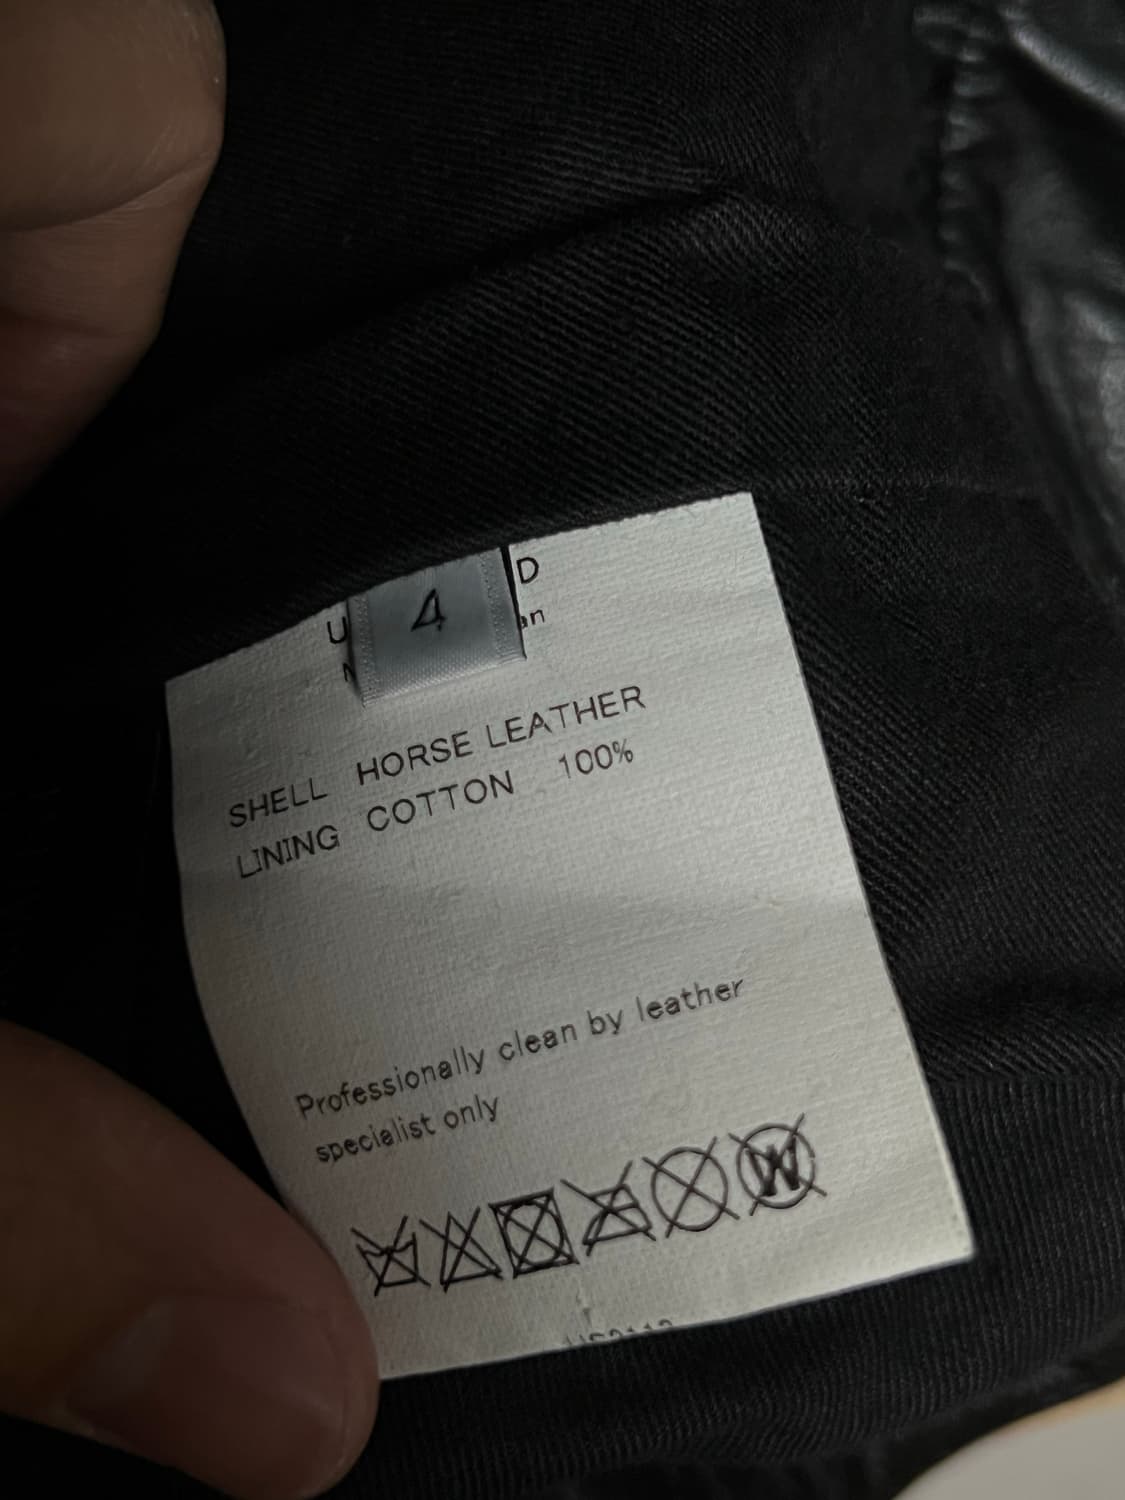 4
SHELL HORSE LEATHER
LINING COTTON 100%
Professionally clean by leather
specialist only
W